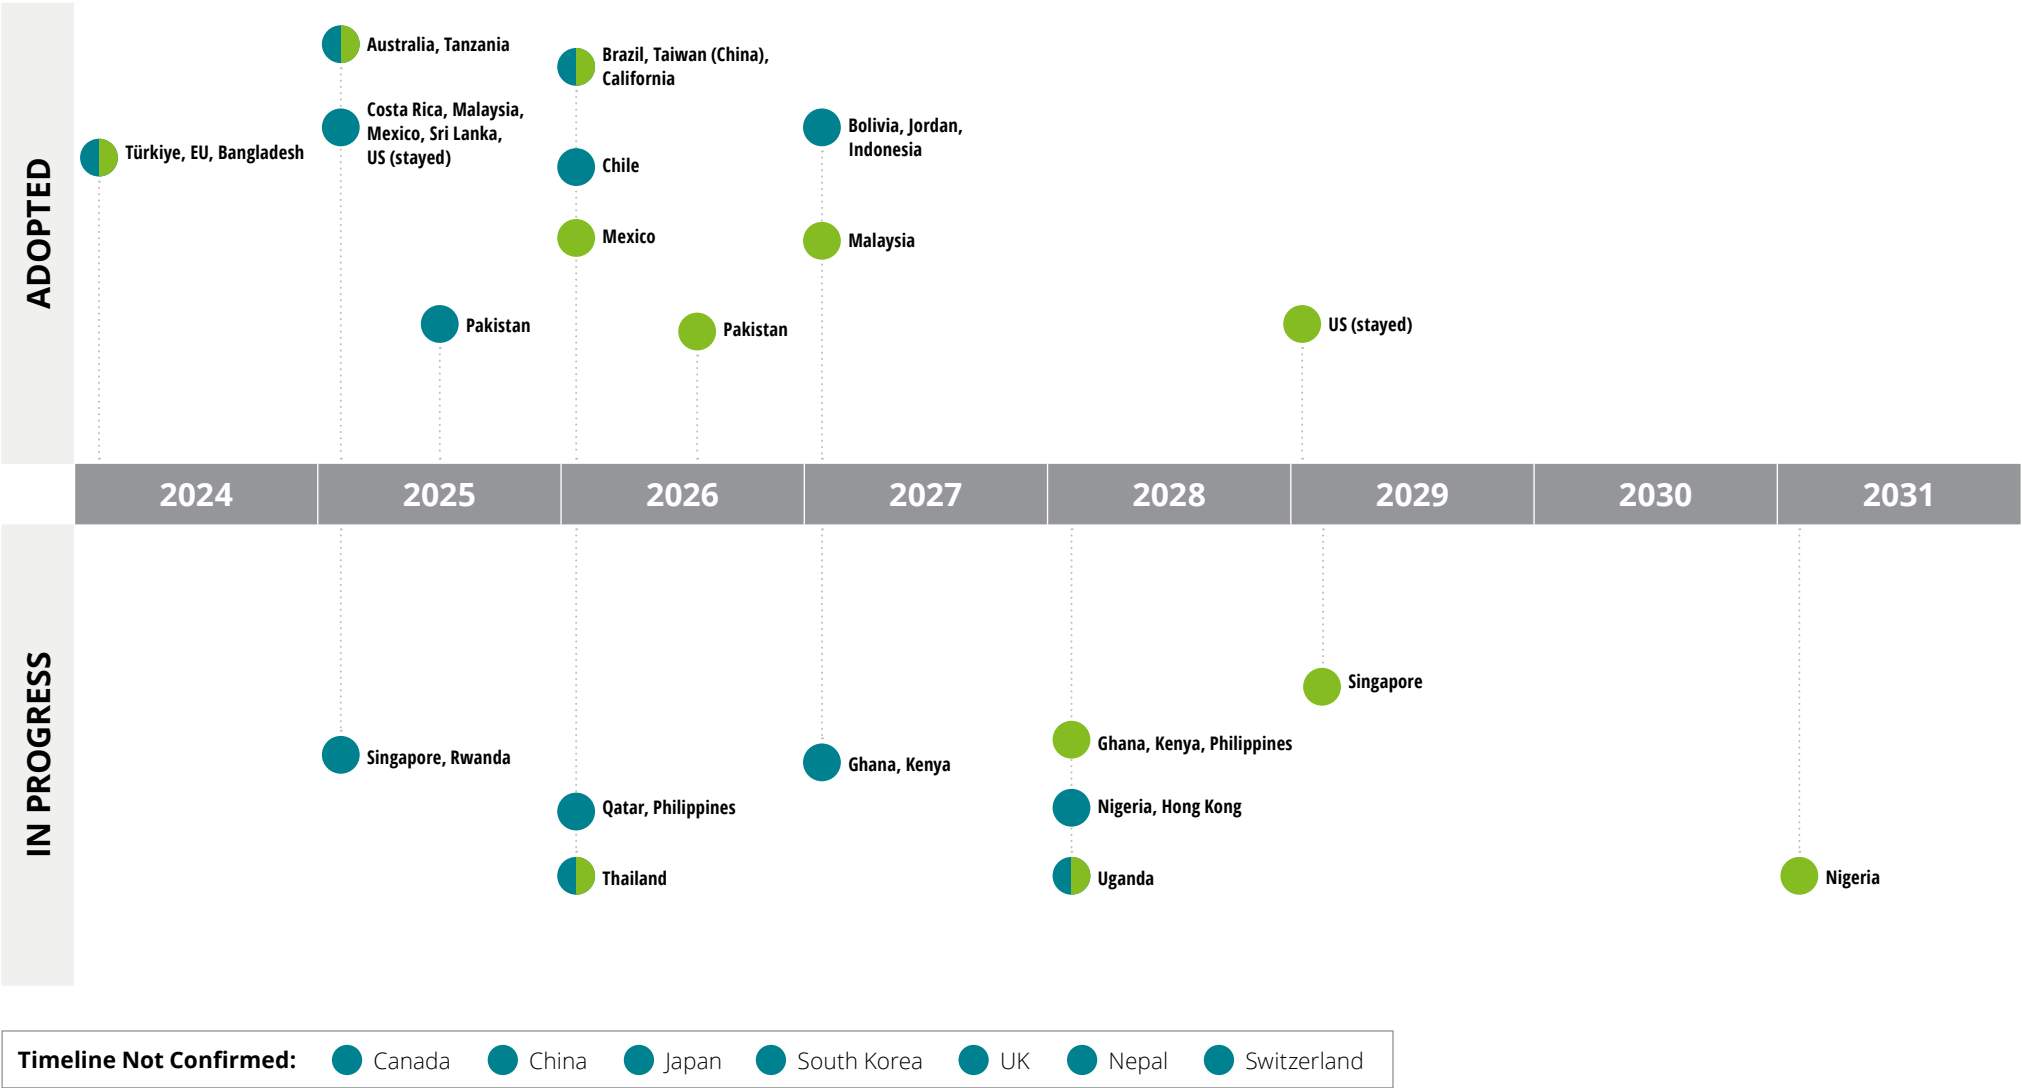 ADOPTED
Türkiye, EU, Bangladesh
Australia, Tanzania
Costa Rica, Malaysia,
Mexico, Sri Lanka,
US (stayed)
Pakistan
Brazil, Taiwan (China),
California
Chile
Mexico
Pakistan
Bolivia, Jordan,
Indonesia
Malaysia
US (stayed)
2024
2025
2026
2027
2028
2029
2030
2031
IN PROGRESS
Singapore, Rwanda
Qatar, Philippines
Thailand
Ghana, Kenya
Ghana, Kenya, Philippines
Nigeria, Hong Kong
Uganda
Singapore
Nigeria
Timeline Not Confirmed: Canada China Japan South Korea UK Nepal Switzerland